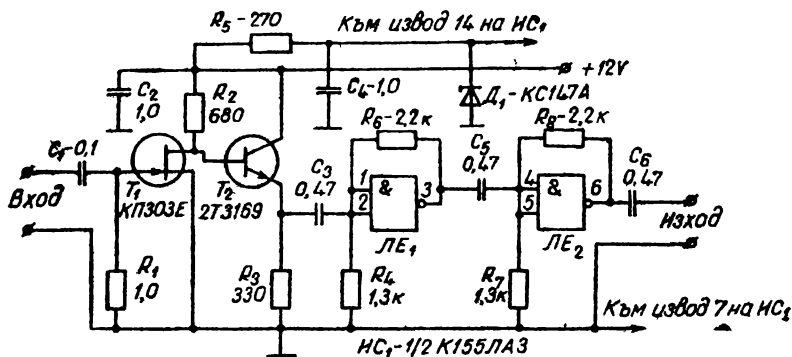 R5-270
Към извод 14 на ИС1
+12V
C2
1,0
R2
680
C4-1,0
Д1-КС147А
R6-2,2к
R8-2,2к
C1-0,1
C3
0,47
C5
0,47
C6
0,47
1
2
&
3
4
5
&
6
Вход
T1
КП303Е
T2
2Т3169
ЛЕ1
ЛЕ2
Изход
R1
1,0
R3
330
R4
1,3к
R7
1,3к
Към извод 7 на ИС1
ИС1-1/2 К155ЛА3